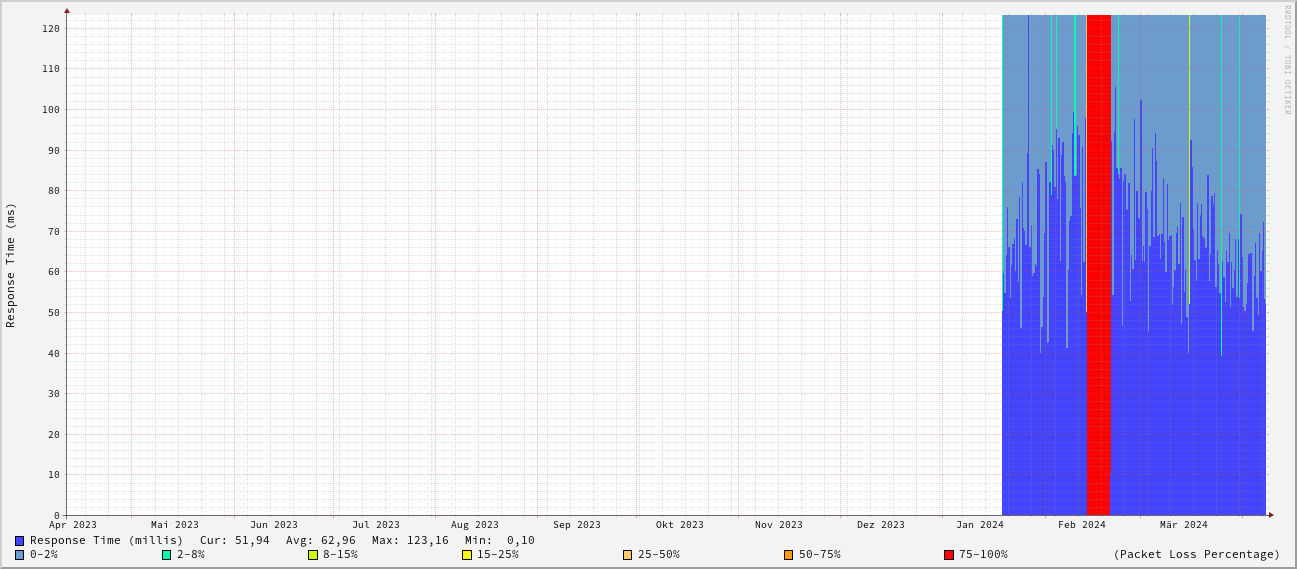 RRDTOOL / TOBI OETIKER
Response Time (ms)
120
110
100
90
80
70
60
50
40
30
20
10
0
Apr 2023 Mai 2023 Jun 2023 Jul 2023 Aug 2023 Sep 2023 Okt 2023 Nov 2023 Dez 2023 Jan 2024 Feb 2024 Mär 2024
Response Time (millis) Cur: 51,94 Avg: 62,96 Max: 123,16 Min: 0,10
0-2% 2-8% 8-15% 15-25% 25-50% 50-75% 75-100% (Packet Loss Percentage)